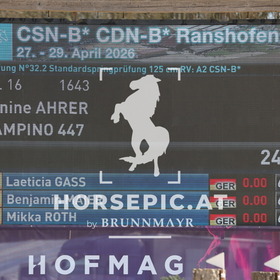 CSN-B* CDN-B* Ranshofen
27. - 29. April 2026
ung N°32.2 Standardspringprüfung 125 cm RV: A2 CSN-B*
16 1643
nine AHRER
AMPINO 447
24
Laeticia GASS GER 0.00
HORSEPIC.AT
Benjamin GER 0.00
by BRUNNMAYR
Mikka ROTH GER 0.00
HOFMAG